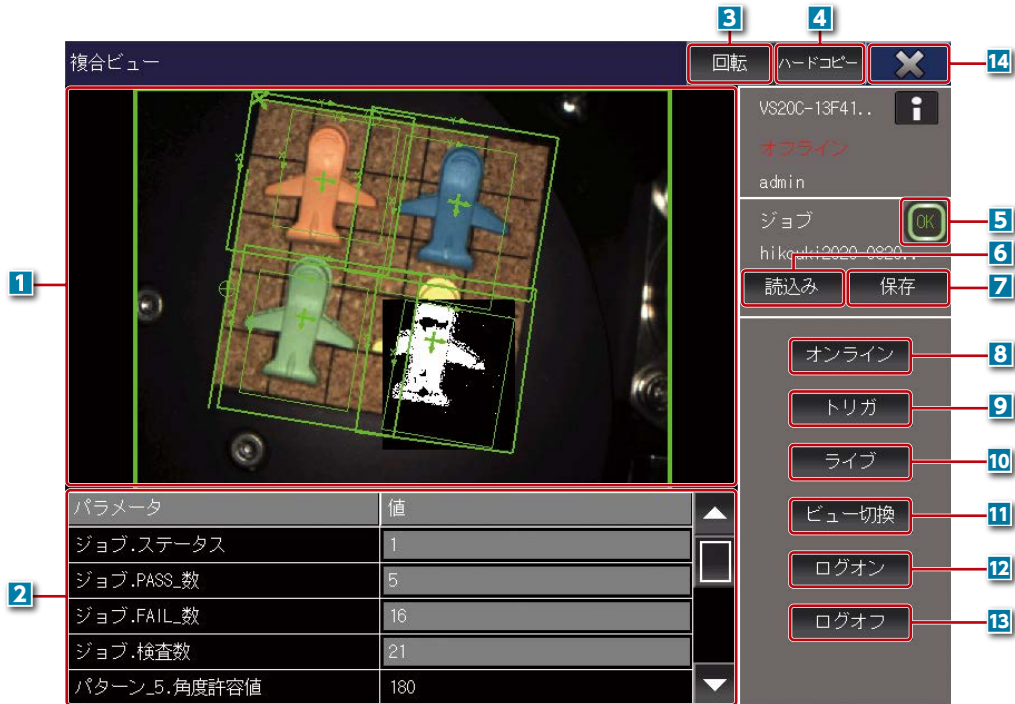 3
4
複合ビュー
回転
ハードコピー
14
VS20C-13F41..
オフライン
admin
ジョブ
OK
5
hikouki2020-0820..
6
読込み
保存
7
1
オンライン
8
トリガ
9
ライブ
10
パラメータ
値
ビュー切換
11
ジョブ.ステータス
1
ログオン
12
ジョブ.PASS_数
5
2
ジョブ.FAIL_数
16
ログオフ
13
ジョブ.検査数
21
パターン_5.角度許容値
180